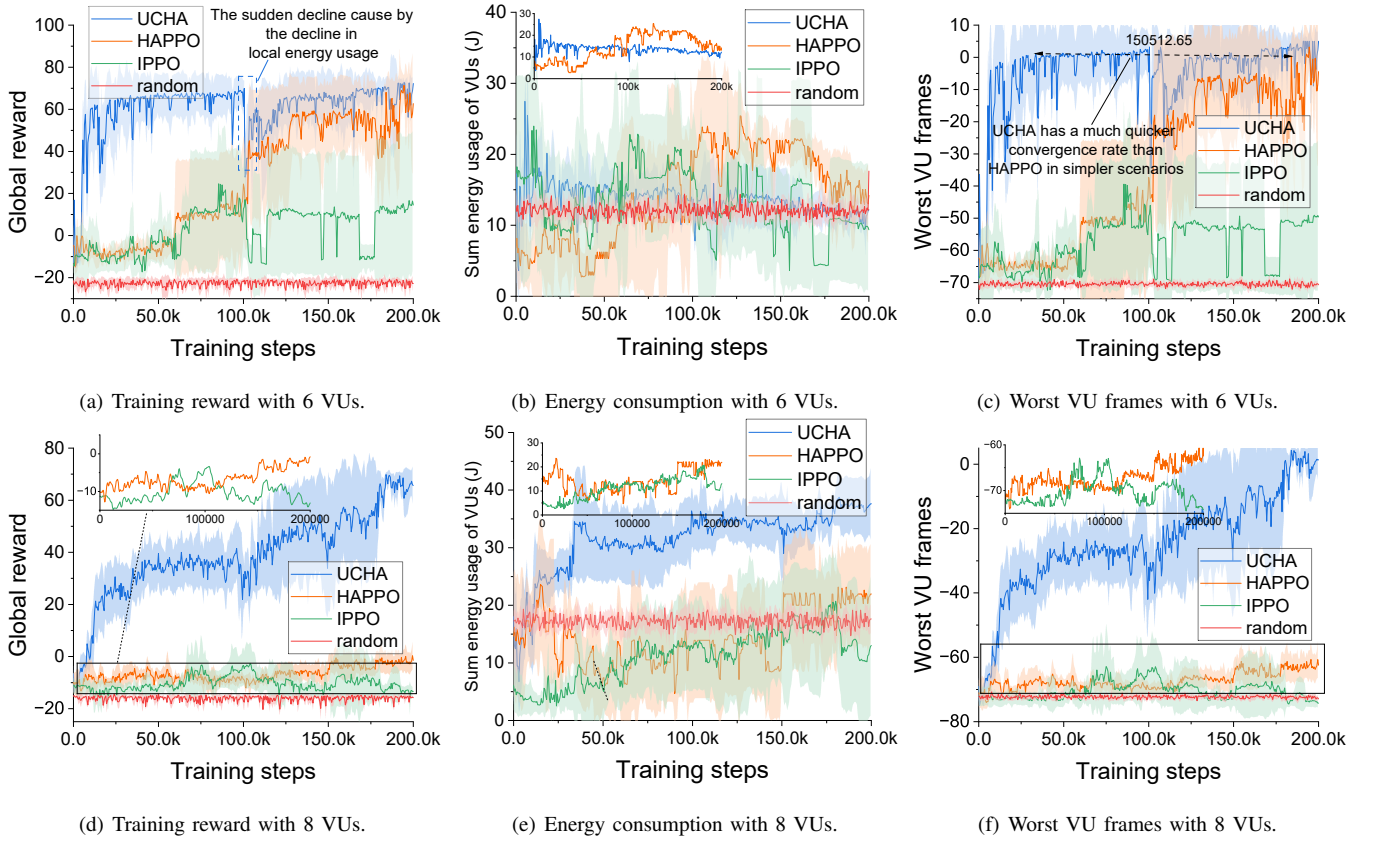 UCHA
HAPPO
IPPO
random
The sudden decline cause by
the decline in
local energy usage
100
80
60
40
20
0
−20
Global reward
0.0
50.0k
100.0k
150.0k
200.0k
Training steps
(a) Training reward with 6 VUs.
40
30
20
10
0
Sum energy usage of VUs (J)
30
20
10
0
0
100k
200k
UCHA
HAPPO
IPPO
random
0.0
50.0k
100.0k
150.0k
200.0k
Training steps
(b) Energy consumption with 6 VUs.
10
0
−10
−20
−30
−40
−50
−60
−70
Worst VU frames
150512.65
UCHA has a much quicker
convergence rate than
HAPPO in simpler scenarios
UCHA
HAPPO
IPPO
random
0.0
50.0k
100.0k
150.0k
200.0k
Training steps
(c) Worst VU frames with 6 VUs.
80
60
40
20
0
−20
Global reward
0
−10
0
100000
200000
UCHA
HAPPO
IPPO
random
0.0
50.0k
100.0k
150.0k
200.0k
Training steps
(d) Training reward with 8 VUs.
50
40
30
20
10
0
Sum energy usage of VUs (J)
30
20
10
0
0
100000
200000
UCHA
HAPPO
IPPO
random
0.0
50.0k
100.0k
150.0k
200.0k
Training steps
(e) Energy consumption with 8 VUs.
0
−20
−40
−60
−80
Worst VU frames
−60
−70
0
100000
200000
UCHA
HAPPO
IPPO
random
0.0
50.0k
100.0k
150.0k
200.0k
Training steps
(f) Worst VU frames with 8 VUs.